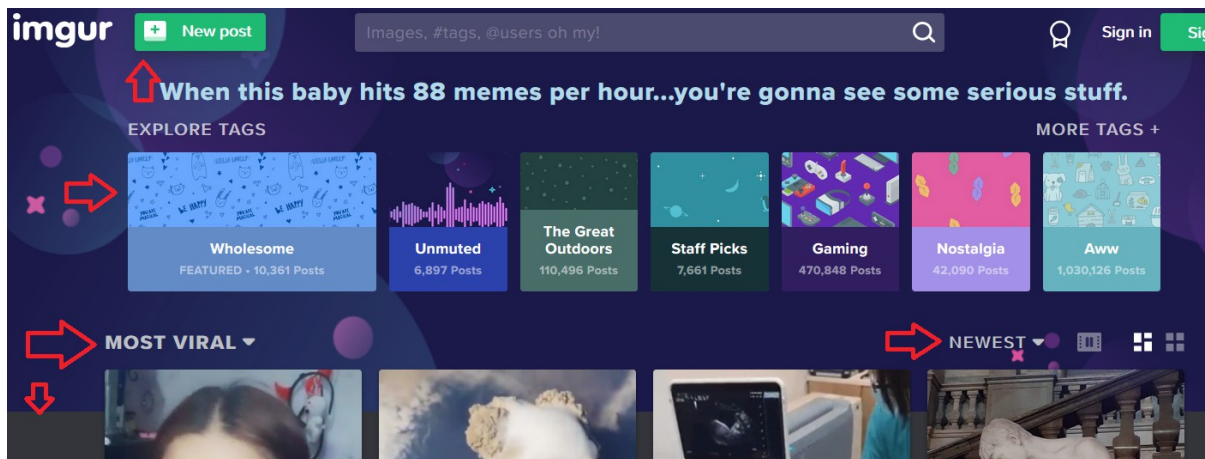 imgur
New post
Images, #tags, @users oh my!
Sign in
When this baby hits 88 memes per hour...you're gonna see some serious stuff.
EXPLORE TAGS
MORE TAGS +
Wholesome
FEATURED • 10,361 Posts
Unmuted
6,897 Posts
The Great
Outdoors
110,496 Posts
Staff Picks
7,661 Posts
Gaming
470,848 Posts
Nostalgia
42,090 Posts
Aww
1,030,126 Posts
MOST VIRAL
NEWEST